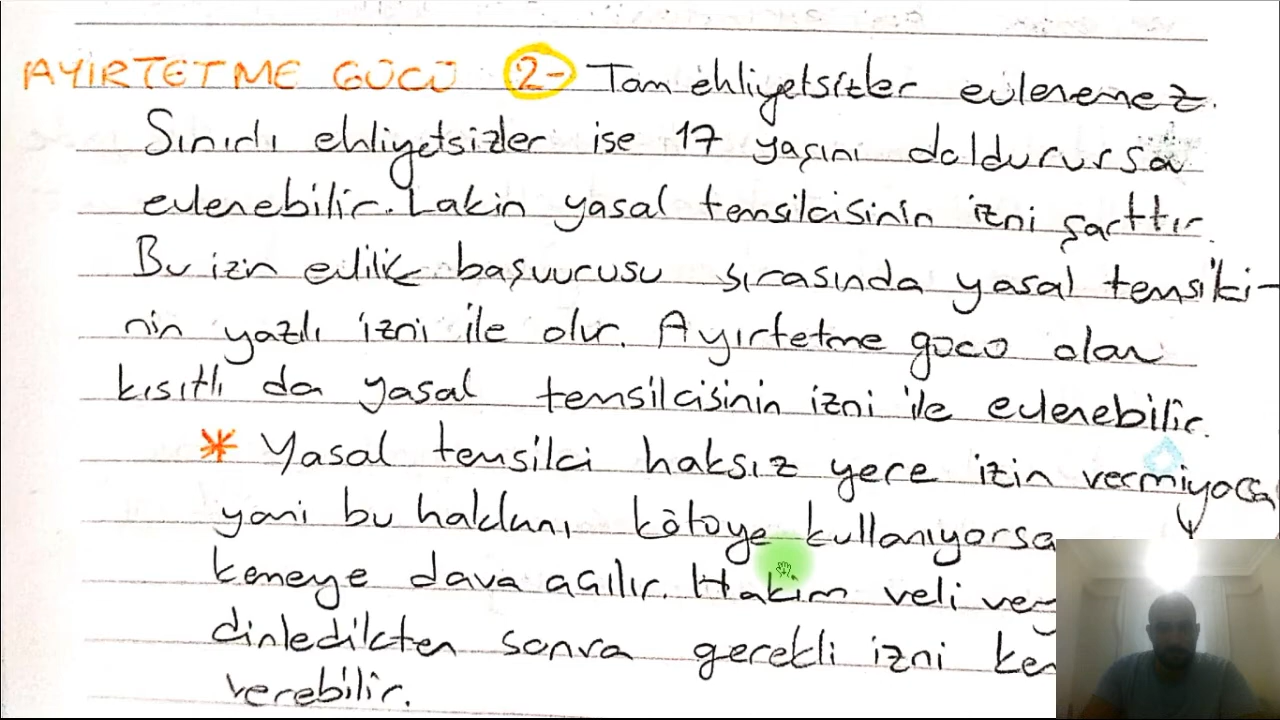 AYIRTETME GÜCÜ 2- Tam ehliyetsizler evlenemez.
Sınırlı ehliyetsizler ise 17 yaşını doldurursa
evlenebilir. Lakin yasal temsilcisinin izni şarttır.
Bu izin evlilik başvurusu sırasında yasal temsilci-
nin yazılı izni ile olur. Ayırtetme gücü olan
kısıtlı da yasal temsilcisinin izni ile evlenebilir.
* Yasal temsilci haksız yere izin vermiyorsa
yani bu hakkını kötüye kullanıyorsa
kemeye dava açılır. Hakim veli vey
dinledikten sonra gerekli izni ken
verebilir.